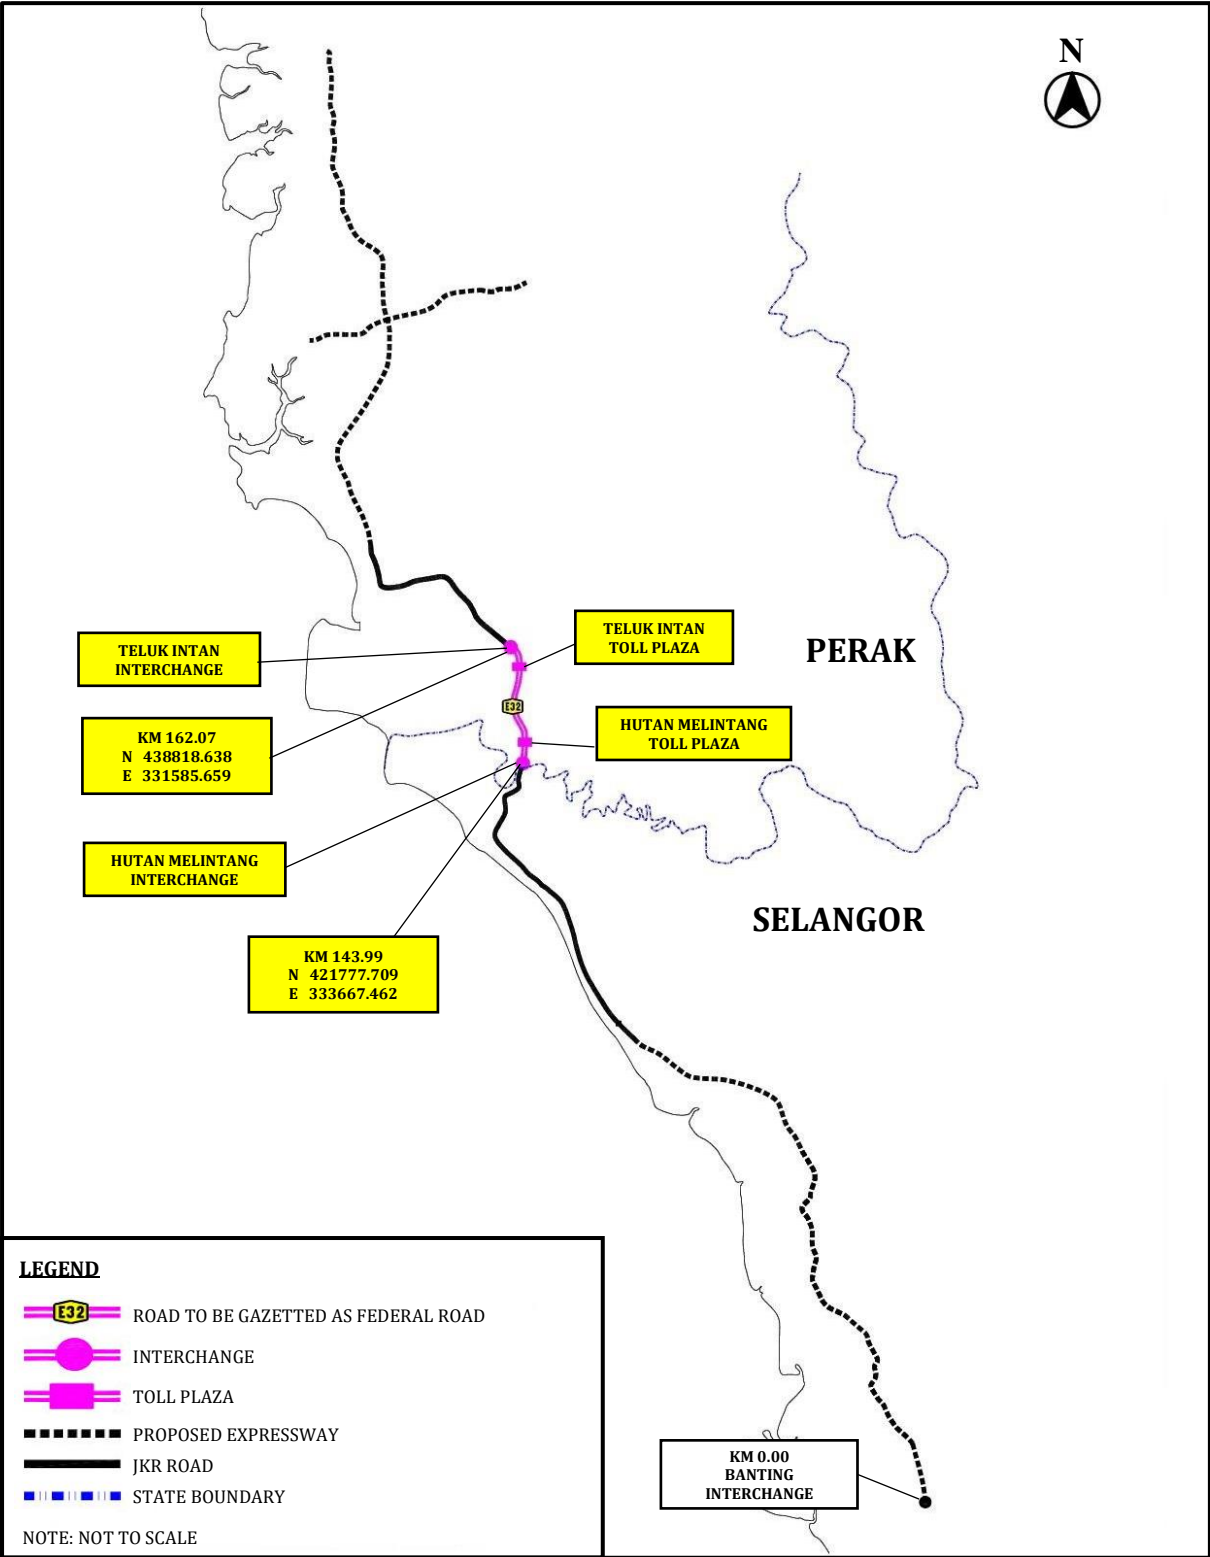 N
TELUK INTAN
TOLL PLAZA
TELUK INTAN
INTERCHANGE
PERAK
E32
KM 162.07
N 438818.638
E 331585.659
HUTAN MELINTANG
TOLL PLAZA
HUTAN MELINTANG
INTERCHANGE
SELANGOR
KM 143.99
N 421777.709
E 333667.462
LEGEND
E32 ROAD TO BE GAZETTED AS FEDERAL ROAD
INTERCHANGE
TOLL PLAZA
PROPOSED EXPRESSWAY
JKR ROAD
STATE BOUNDARY
NOTE: NOT TO SCALE
KM 0.00
BANTING
INTERCHANGE